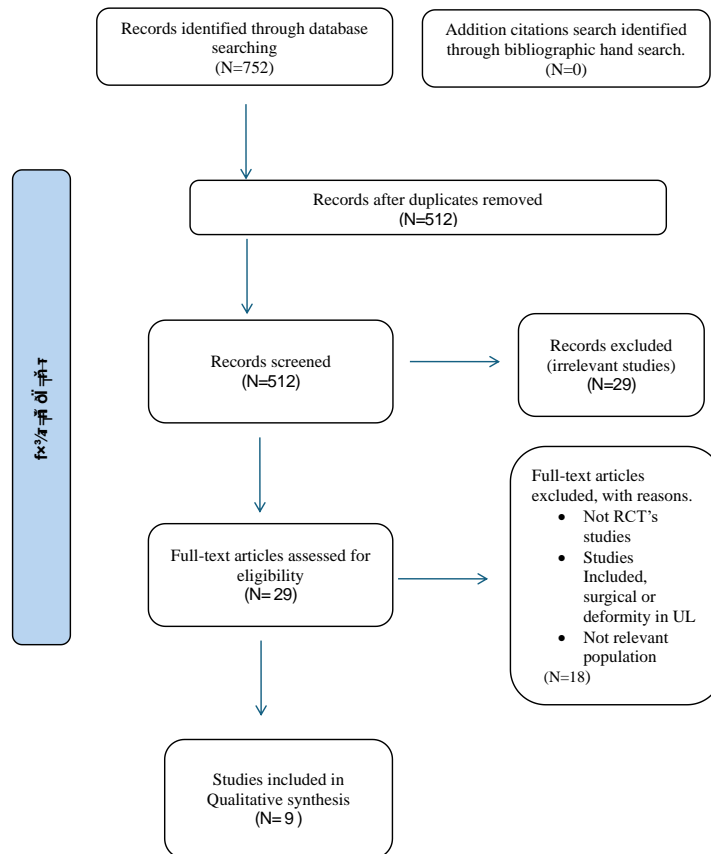 Records identified through database
searching
(N=752)
Addition citations search identified
through bibliographic hand search.
(N=0)
Records after duplicates removed
(N=512)
Records screened
(N=512)
Records excluded
(irrelevant studies)
(N=29)
Full-text articles assessed for
eligibility
(N= 29)
Full-text articles
excluded, with reasons.
• Not RCT’s
studies
• Studies
Included,
surgical or
deformity in UL
• Not relevant
population
(N=18)
Studies included in
Qualitative synthesis
(N= 9 )